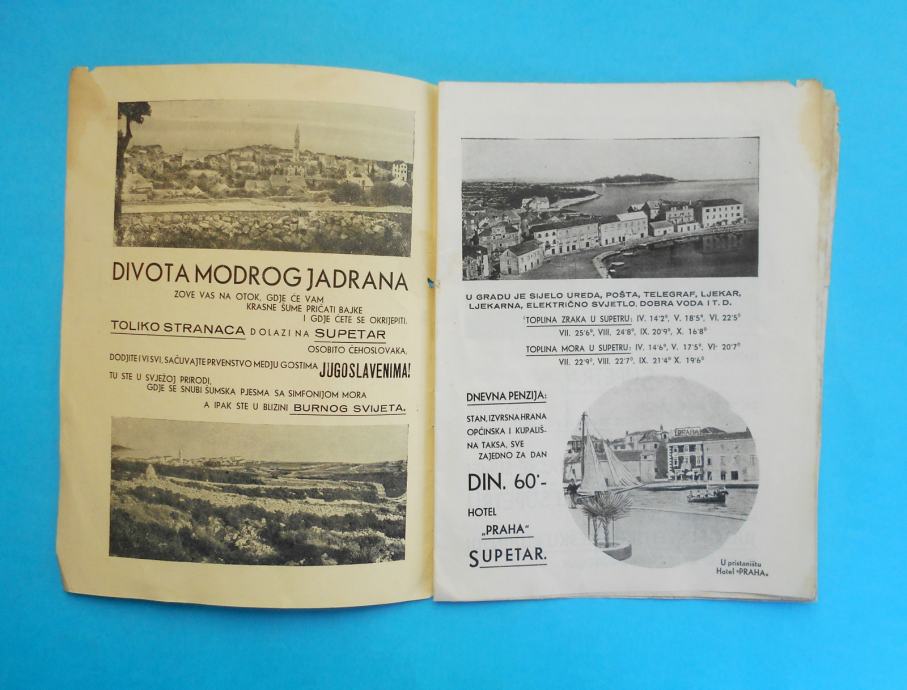 DIVOTA MODROG JADRANA
ZOVE VAS NA OTOK, GDJE ĆE VAM
KRASNE ŠUME PRIČATI BAJKE
I GDJE ĆETE SE OKRIJEPITI.
TOLIKO STRANACA DOLAZI NA SUPETAR
OSOBITO ČEHOSLOVAKA,
DODJITE I VI SVI, SAČUVAJTE PRVENSTVO MEDJU GOSTIMA JUGOSLAVENIMA!
TU STE U SVJEŽOJ PRIRODI,
GDJE SE SNUBI ŠUMSKA PJESMA SA SIMFONIJOM MORA
A IPAK STE U BLIZINI BURNOG SVIJETA.
U GRADU JE SIJELO UREDA, POŠTA, TELEGRAF, LJEKAR,
LJEKARNA, ELEKTRIČNO SVJETLO, DOBRA VODA I T. D.
TOPLINA ZRAKA U SUPETRU: IV. 14'2°, V. 18'5°, VI. 22'5°
VII. 25'6°, VIII. 24'8°, IX. 20'9°, X. 16'8°
TOPLINA MORA U SUPETRU: IV. 14'6°, V. 17'5°, VI- 20'7°
VII. 22'9°, VIII. 22'7°, IX. 21'4° X. 19'6°
DNEVNA PENZIJA:
STAN, IZVRSNA HRANA
OPĆINSKA I KUPALIŠ-
NA TAKSA, SVE
ZAJEDNO ZA DAN
DIN. 60'-
HOTEL
„PRAHA"
SUPETAR.
PRAHA
U pristaništu
Hotel »PRAHA«